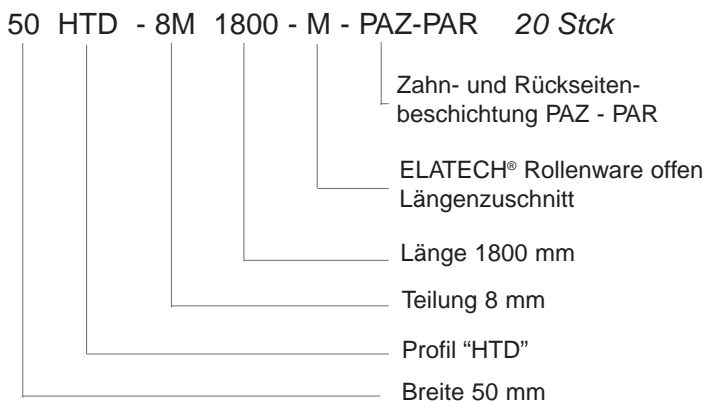 50 HTD - 8M 1800 - M - PAZ-PAR 20 Stck
Zahn- und Rückseiten-
beschichtung PAZ - PAR
ELATECH® Rollenware offen
Längenzuschnitt
Länge 1800 mm
Teilung 8 mm
Profil “HTD”
Breite 50 mm